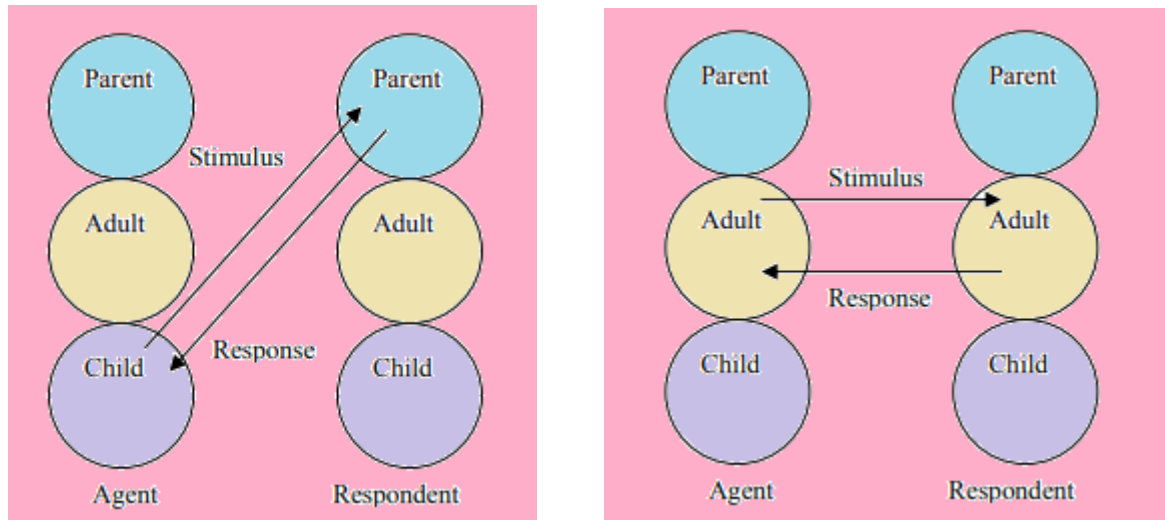 Parent
Parent
Stimulus
Adult
Adult
Response
Child
Child
Agent
Respondent
Parent
Parent
Stimulus
Adult
Adult
Response
Child
Child
Agent
Respondent